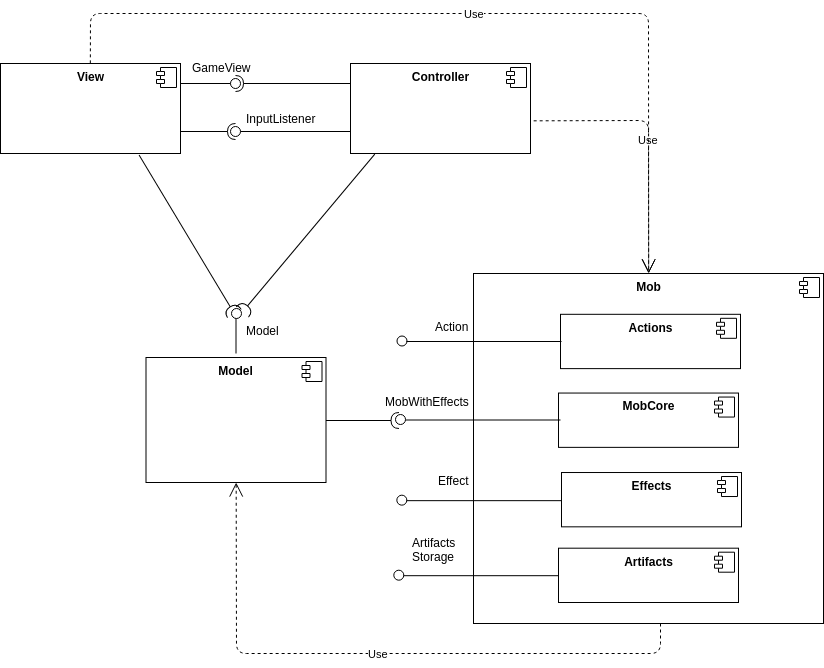 Use
GameView
View
Controller
InputListener
Use
Mob
Action
Actions
Model
Model
MobWithEffects
MobCore
Effect
Effects
Artifacts
Storage
Artifacts
Use